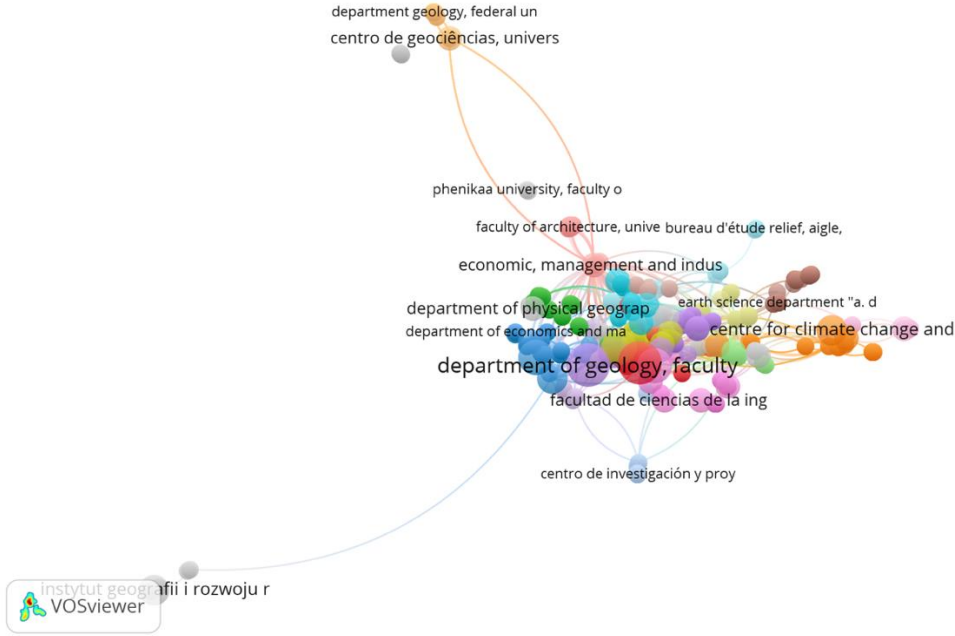 department geology, federal un
centro de geociências, univers
phenikaa university, faculty o
faculty of architecture, unive
bureau d'étude relief, aigle,
economic, management and indus
earth science department "a. d
department of physical geograp
centre for climate change and
department of economics and ma
department of geology, faculty
facultad de ciencias de la ing
centro de investigación y proy
instytut geografii i rozwoju r
VOSviewer